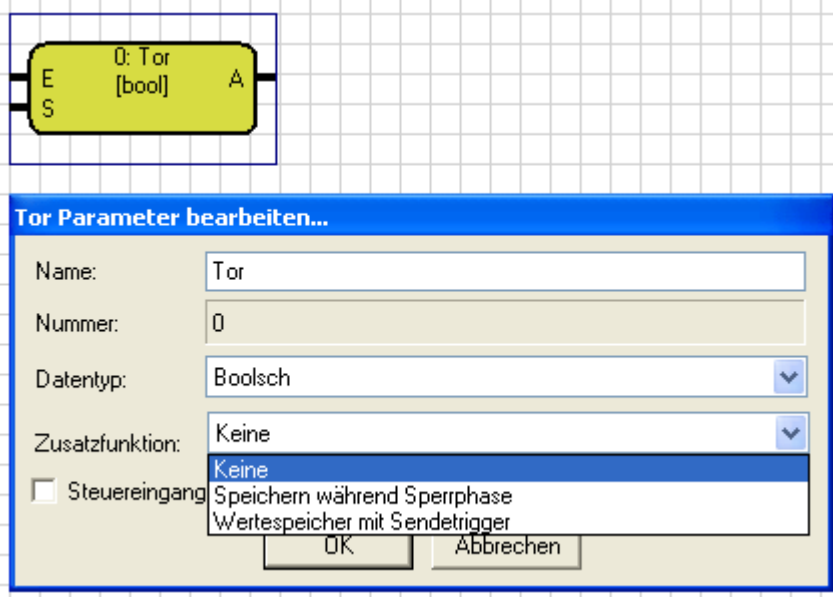 0: Tor
E [bool] A
S
Tor Parameter bearbeiten...
Name: Tor
Nummer: 0
Datentyp: Boolsch
Zusatzfunktion: Keine
Keine
Steuereingang Speichern während Sperrphase
Wertespeicher mit Sendetrigger
OK Abbrechen